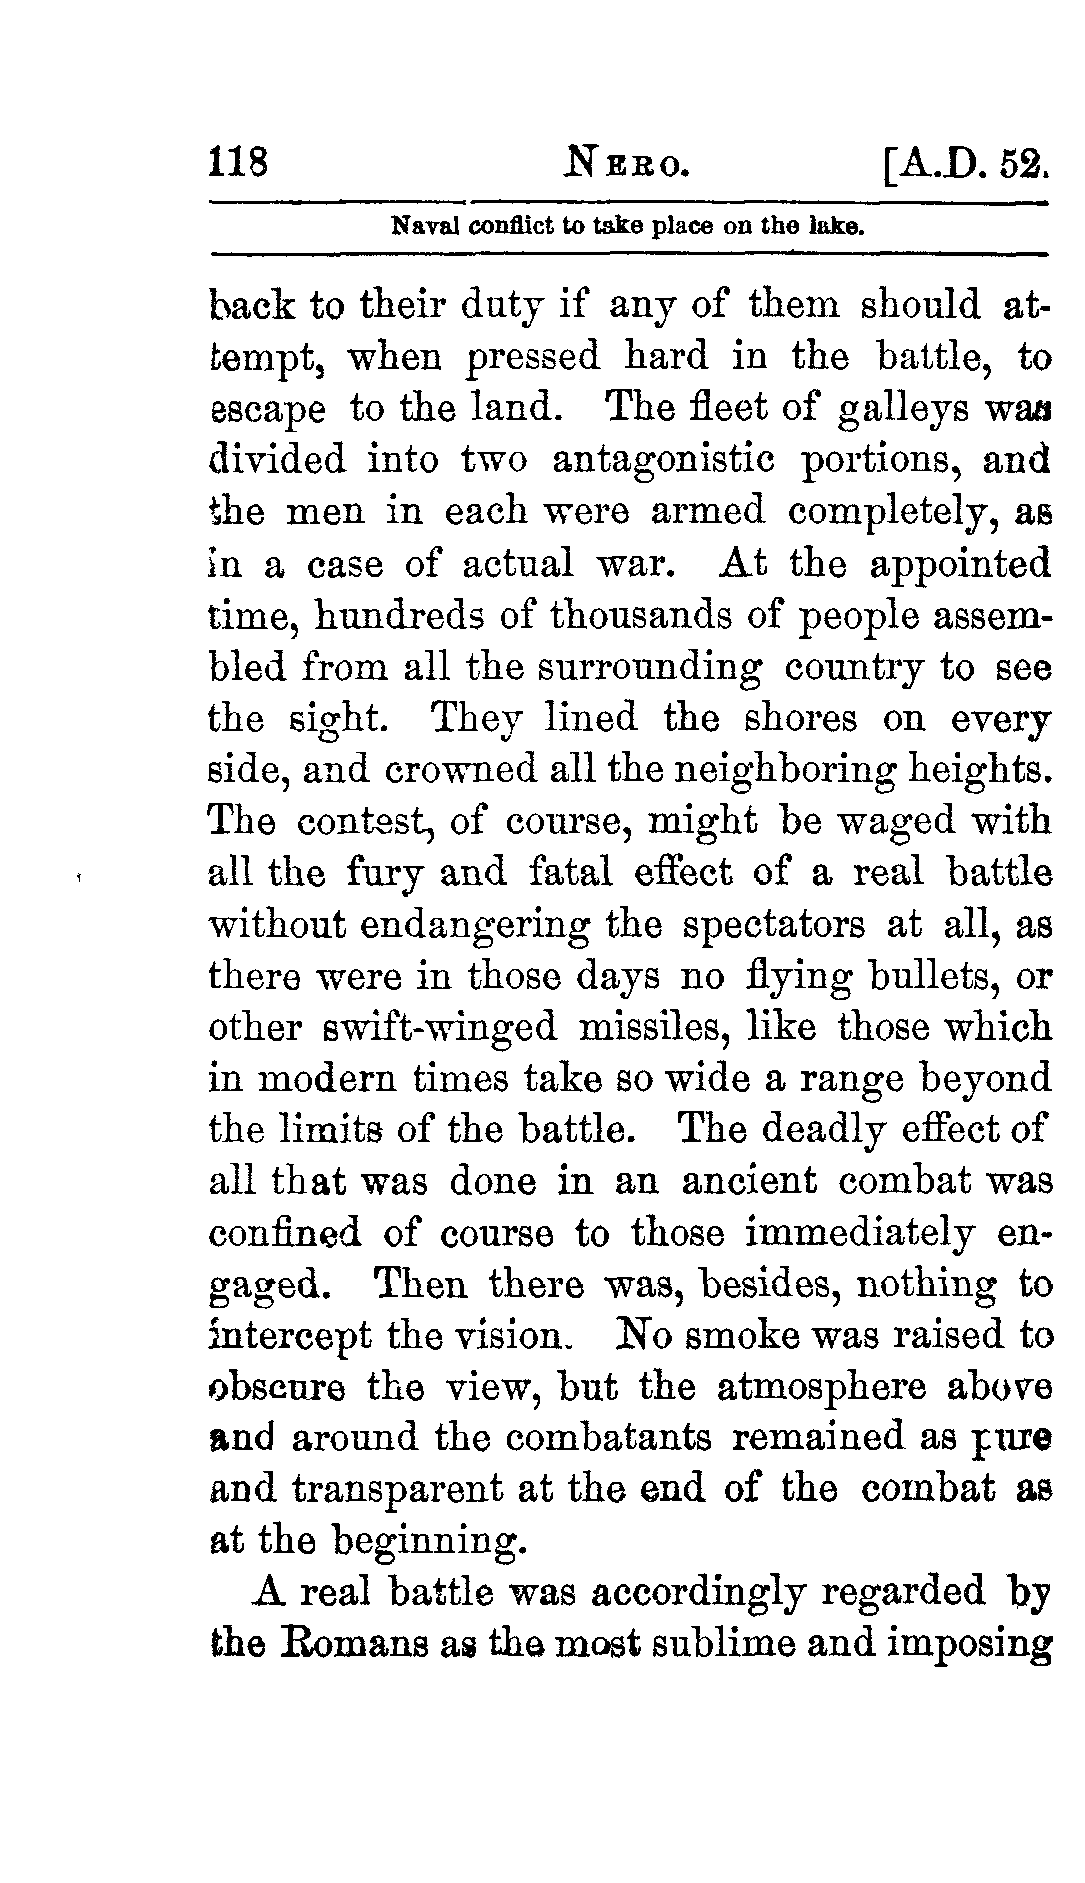 118 NERO. [A.D. 52.
Naval conflict to take place on the lake.
back to their duty if any of them should at-
tempt, when pressed hard in the battle, to
escape to the land. The fleet of galleys was
divided into two antagonistic portions, and
the men in each were armed completely, as
in a case of actual war. At the appointed
time, hundreds of thousands of people assem-
bled from all the surrounding country to see
the sight. They lined the shores on every
side, and crowned all the neighboring heights.
The contest, of course, might be waged with
all the fury and fatal effect of a real battle
without endangering the spectators at all, as
there were in those days no flying bullets, or
other swift-winged missiles, like those which
in modern times take so wide a range beyond
the limits of the battle. The deadly effect of
all that was done in an ancient combat was
confined of course to those immediately en-
gaged. Then there was, besides, nothing to
intercept the vision. No smoke was raised to
obscure the view, but the atmosphere above
and around the combatants remained as pure
and transparent at the end of the combat as
at the beginning.
A real battle was accordingly regarded by
the Romans as the most sublime and imposing